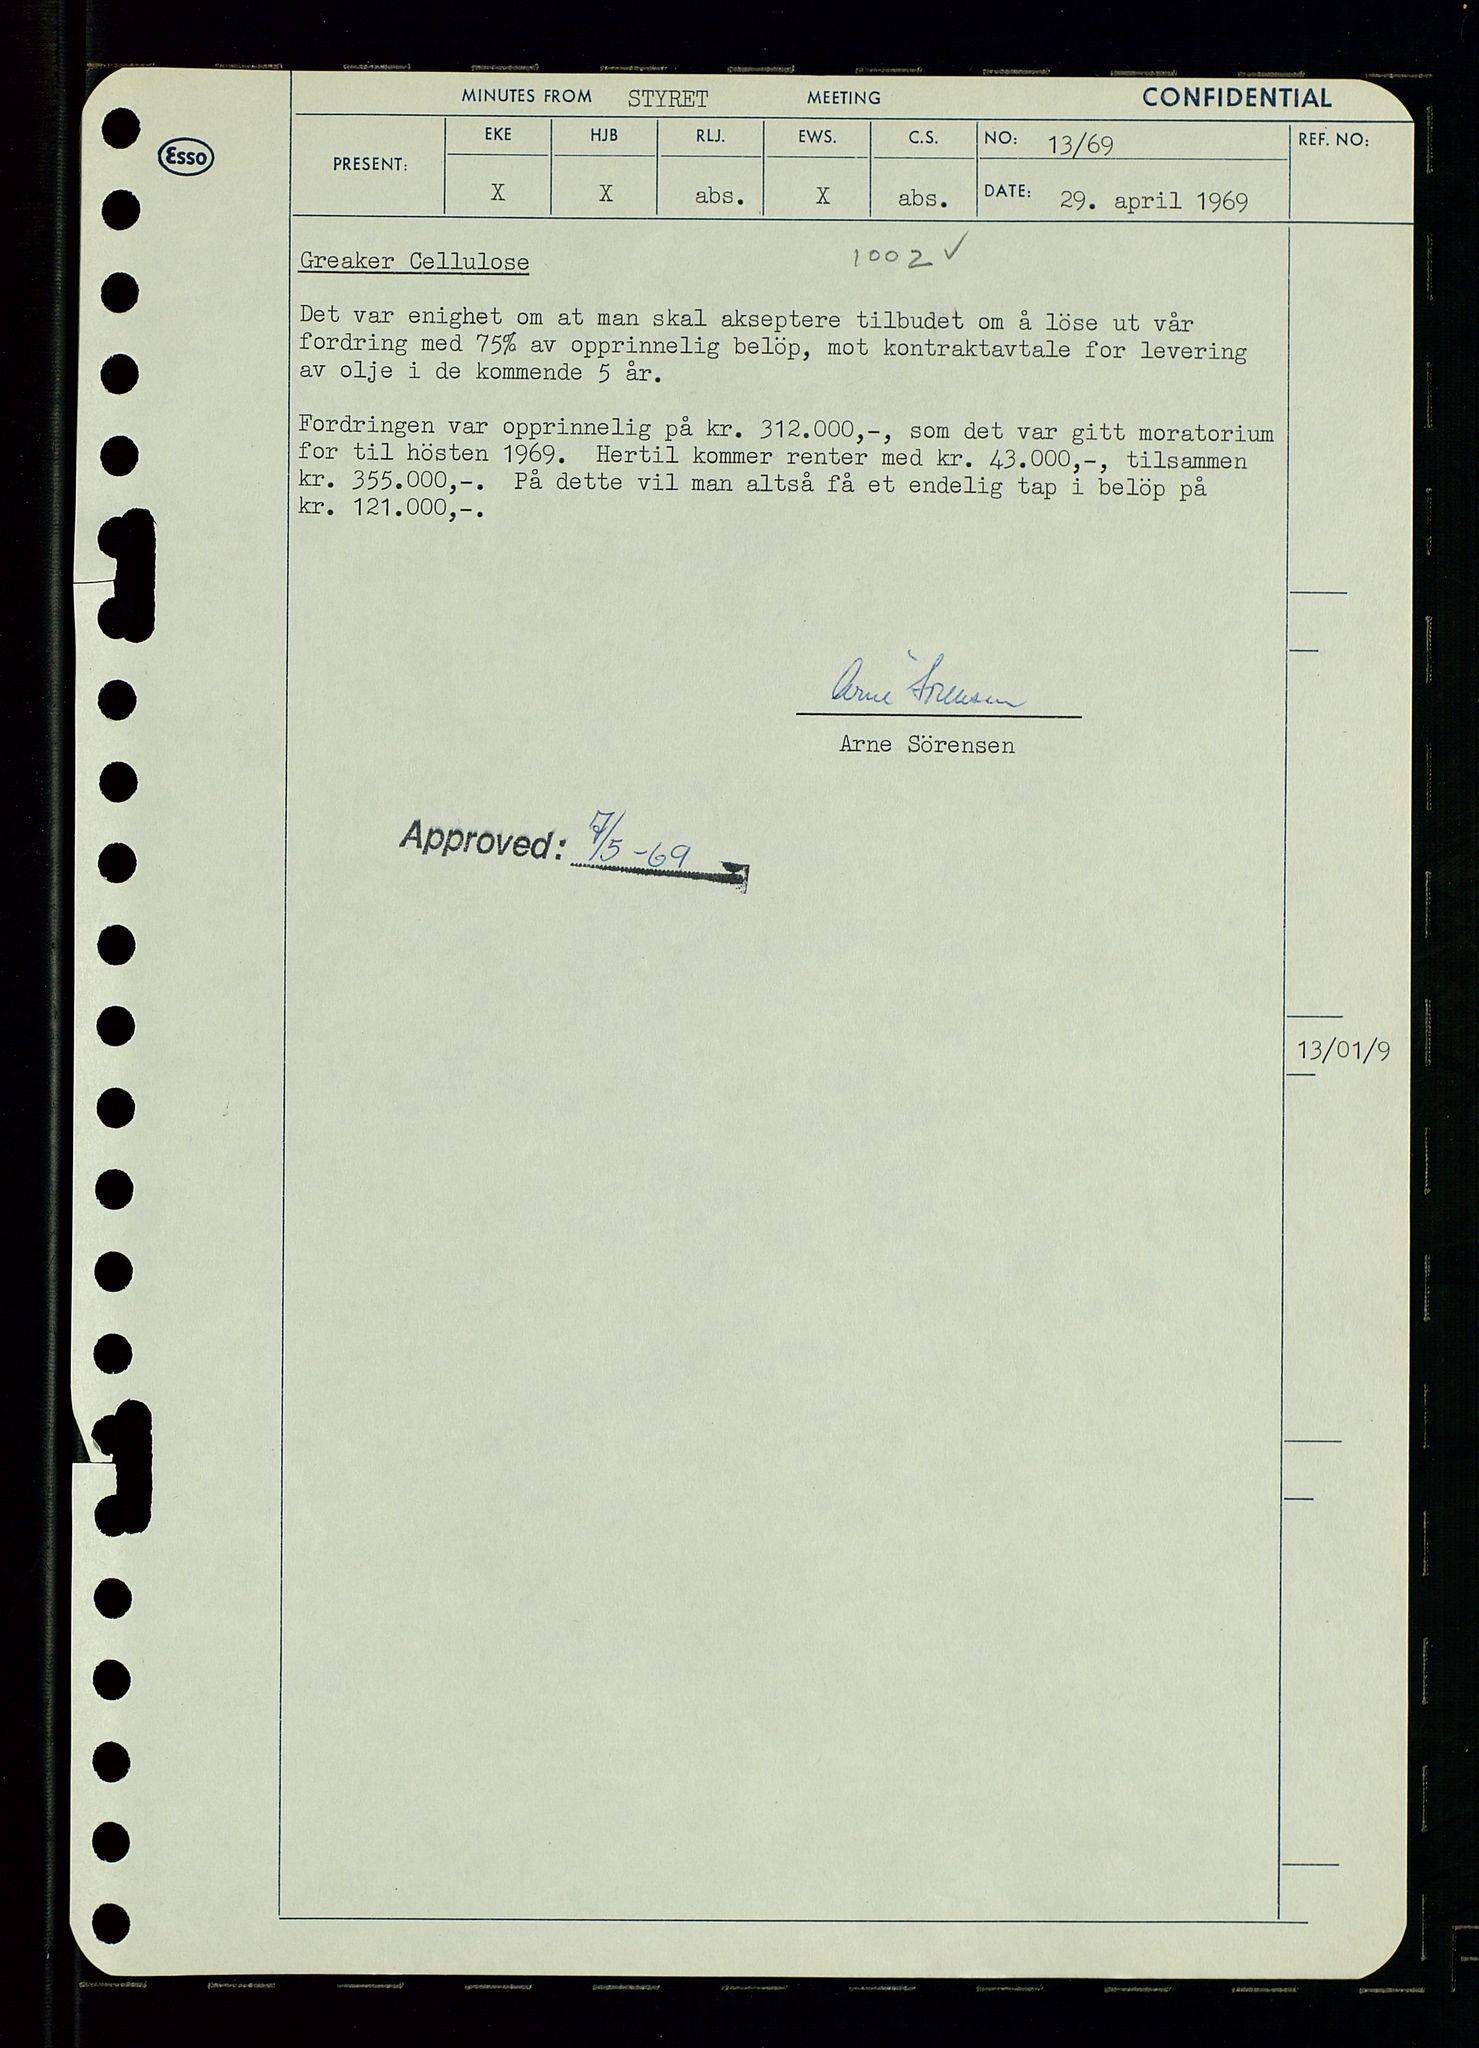 MINUTES FROM STYRET MEETING CONFIDENTIAL
Esso
PRESENT: EKE HJB RLJ. EWS. C.S. NO: 13/69 REF. NO:
X X abs. X abs. DATE: 29. april 1969
Greaker Cellulose 1002 ✓
Det var enighet om at man skal akseptere tilbudet om å löse ut vår
fordring med 75% av opprinnelig belöp, mot kontraktavtale for levering
av olje i de kommende 5 år.
Fordringen var opprinnelig på kr. 312.000,-, som det var gitt moratorium
for til hösten 1969. Hertil kommer renter med kr. 43.000,-, tilsammen
kr. 355.000,-. På dette vil man altså få et endelig tap i belöp på
kr. 121.000,-.
Arne Sörensen
Arne Sörensen
Approved: 7/5-69
13/01/9